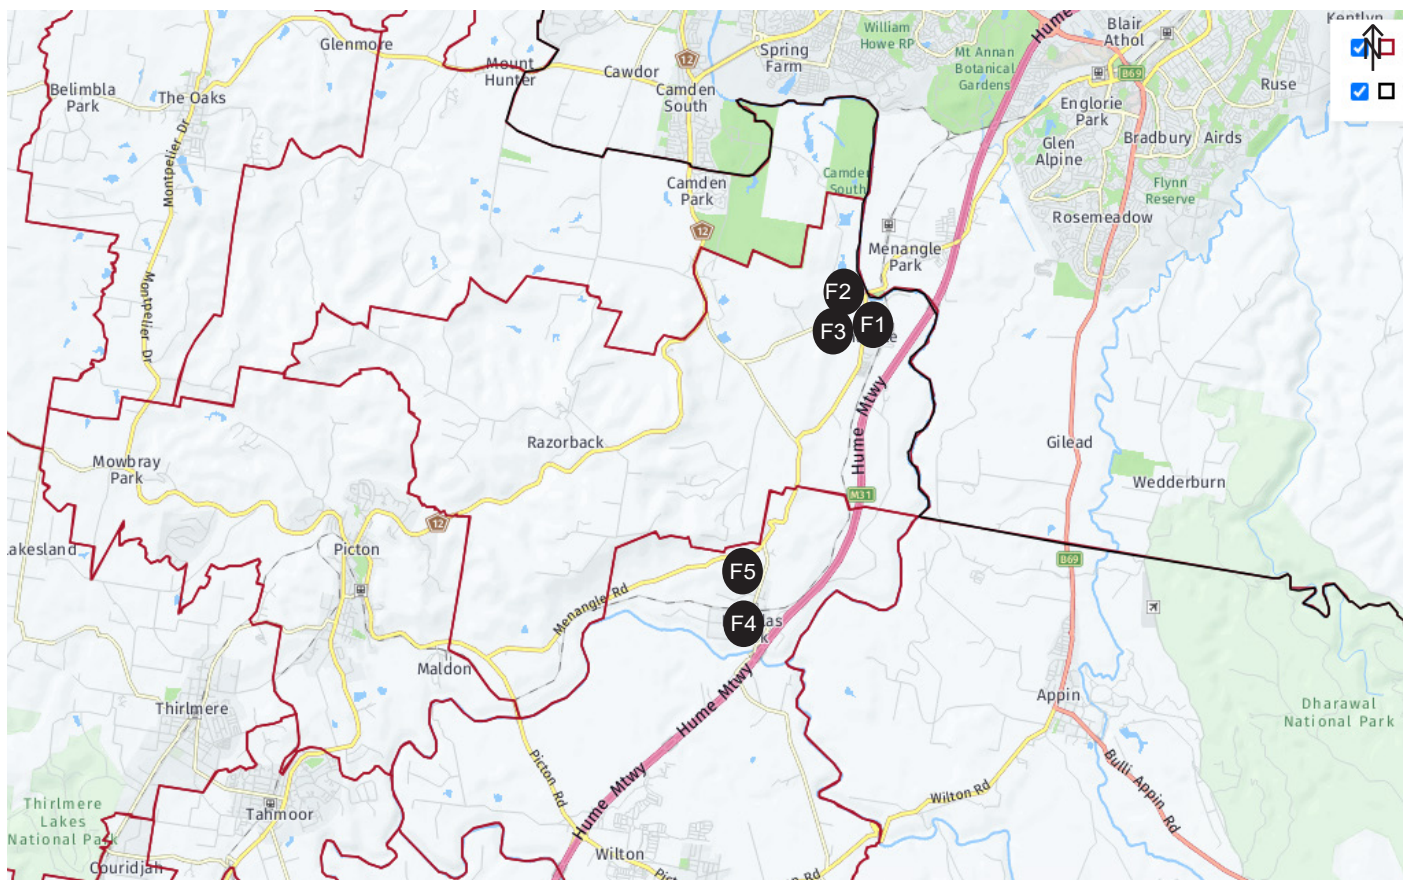 Glenmore
Mount
Hunter
Cawdor
12
Camden
South
Spring
Farm
William
Howe RP
Mt Annan
Botanical
Gardens
Hume
Blair
Athol
Kentlyn
N
B69
Ruse
Belimbla
Park
The Oaks
Englorie
Park
Bradbury
Airds
Glen
Alpine
Montpelier Dr
Camden
Park
Camden
South
Flynn
Reserve
Rosemeadow
12
Menangle
Park
Montpelier Dr
F2
F3
F1
Hume Mtwy
Razorback
Gilead
Mowbray
Park
Wedderburn
M31
12
Picton
akesland
B69
F5
Menangle Rd
F4
as
k
Maldon
Hume Mtwy
Appin
Thirlmere
Dharawal
National Park
Picton Rd
Hume Mtwy
Wilton Rd
Bulli Appin Rd
Thirlmere
Lakes
National Park
Tahmoor
Wilton
Couridjah
Pict
Rd